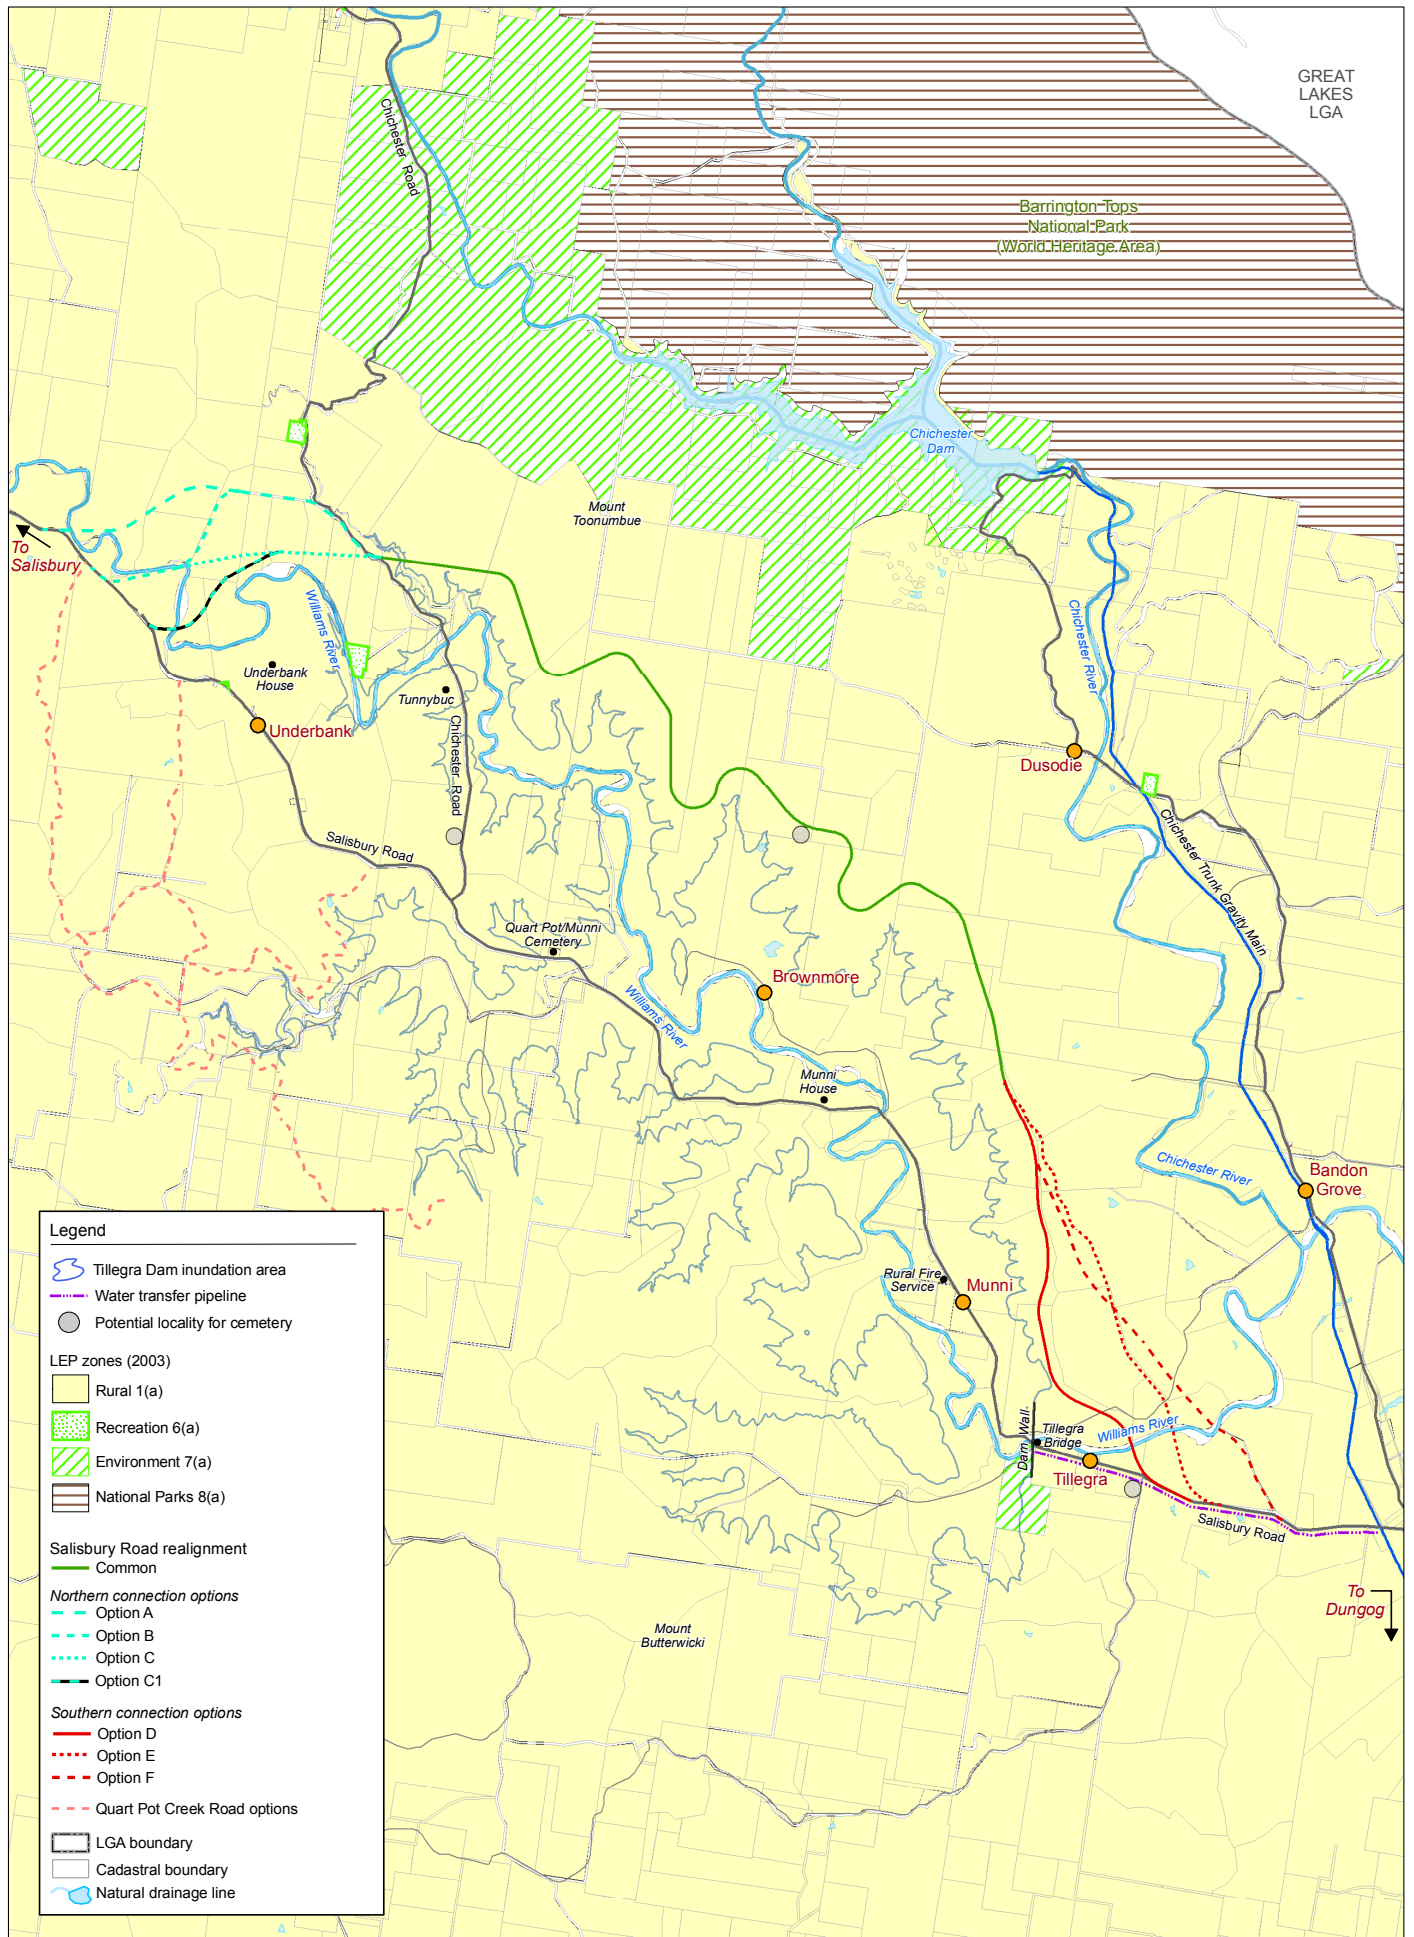 GREAT
LAKES
LGA
Chichester Road
Barrington Tops
National Park
(World Heritage Area)
Chichester
Dam
Mount
Toonumbue
To
Salisbury
Williams River
Chichester River
Underbank
House
Tunnybuc
Underbank
Chichester Road
Dusodie
Salisbury Road
Chichester Trunk Gravity Main
Quart Pot/Munni
Cemetery
Brownmore
Williams River
Munni
House
Chichester River
Bandon
Grove
Rural Fire
Service
Munni
Dam Wall
Tillegra
Bridge
Williams River
Tillegra
Salisbury Road
To
Dungog
Mount
Butterwicki
Legend
Tillegra Dam inundation area
Water transfer pipeline
Potential locality for cemetery
LEP zones (2003)
Rural 1(a)
Recreation 6(a)
Environment 7(a)
National Parks 8(a)
Salisbury Road realignment
Common
Northern connection options
Option A
Option B
Option C
Option C1
Southern connection options
Option D
Option E
Option F
Quart Pot Creek Road options
LGA boundary
Cadastral boundary
Natural drainage line